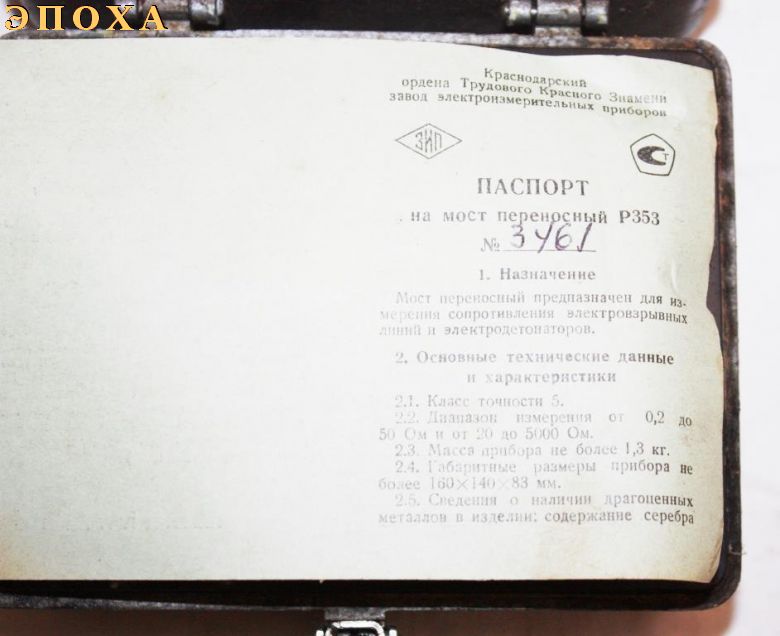 ЭПОХА
Краснодарский
ордена Трудового Красного Знамени
завод электроизмерительных приборов
ЗИП
Т
ПАСПОРТ
на мост переносный Р353
№ 3461
1. Назначение
Мост переносный предназначен для из-
мерения сопротивления электровзрывных
линий и электродетонаторов.
2. Основные технические данные
и характеристики
2.1. Класс точности 5.
2.2. Диапазон измерения от 0,2 до
50 Ом и от 20 до 5000 Ом.
2.3. Масса прибора не более 1,3 кг.
2.4. Габаритные размеры прибора не
более 160×140×83 мм.
2.5. Сведения о наличии драгоценных
металлов в изделии: содержание серебра